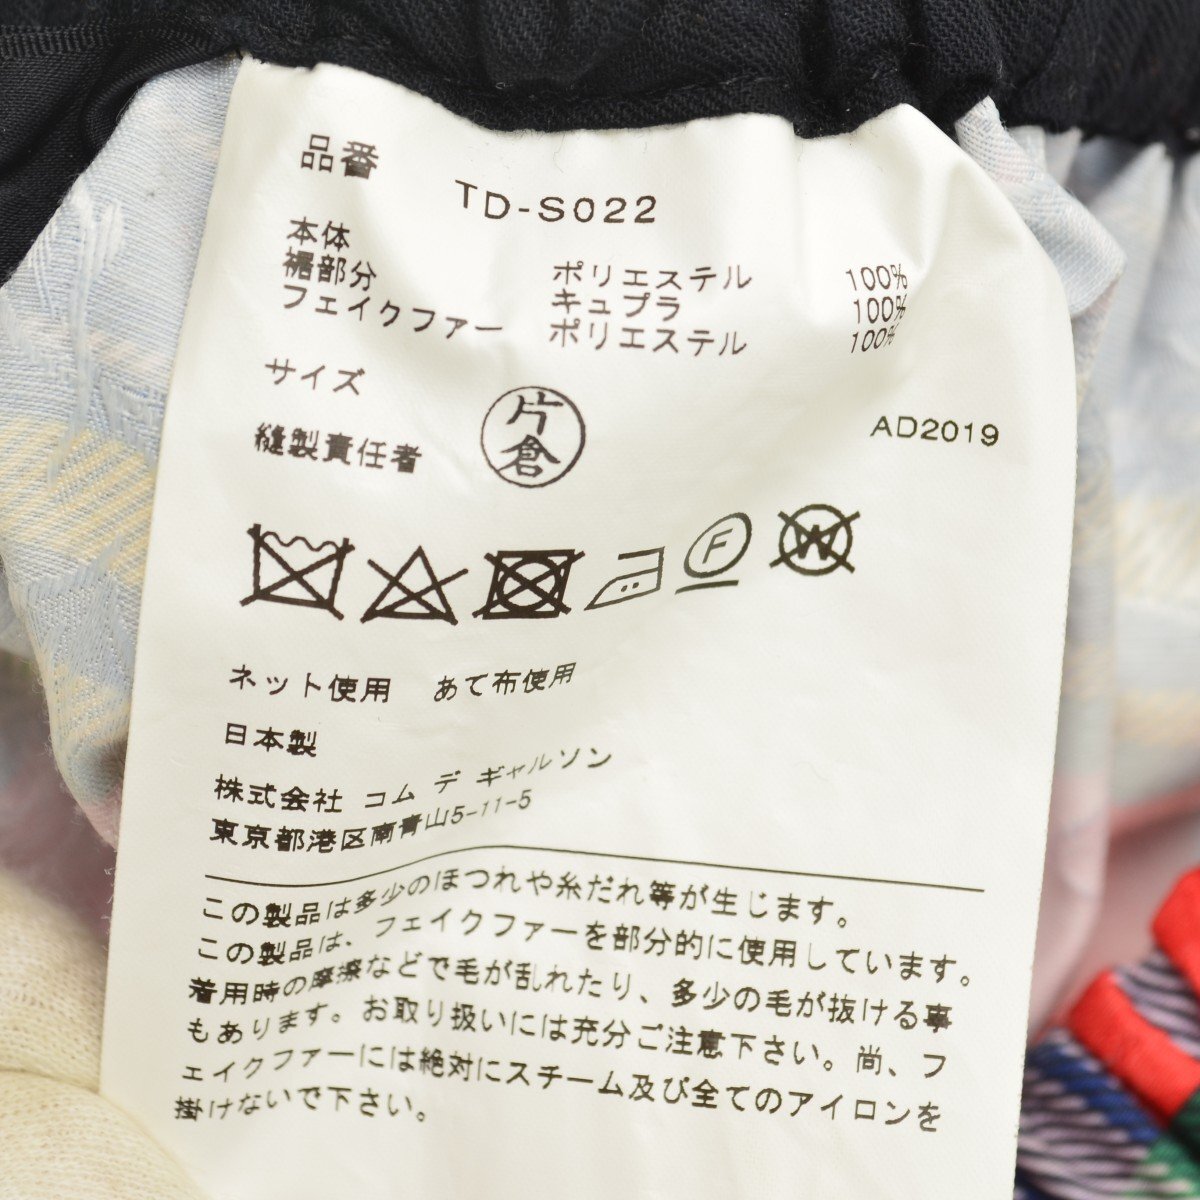 品番 TD-S022
本体 ポリエステル 100%
裾部分 キュプラ 100%
フェイクファー ポリエステル 100%
サイズ
縫製責任者 片倉 AD2019
F W
ネット使用 あて布使用
日本製
株式会社 コム デ ギャルソン
東京都港区南青山5-11-5
この製品は多少のほつれや糸だれ等が生じます。
この製品は、フェイクファーを部分的に使用しています。
着用時の摩擦などで毛が乱れたり、多少の毛が抜ける事
もあります。お取り扱いには充分ご注意下さい。尚、フ
ェイクファーには絶対にスチーム及び全てのアイロンを
掛けないで下さい。